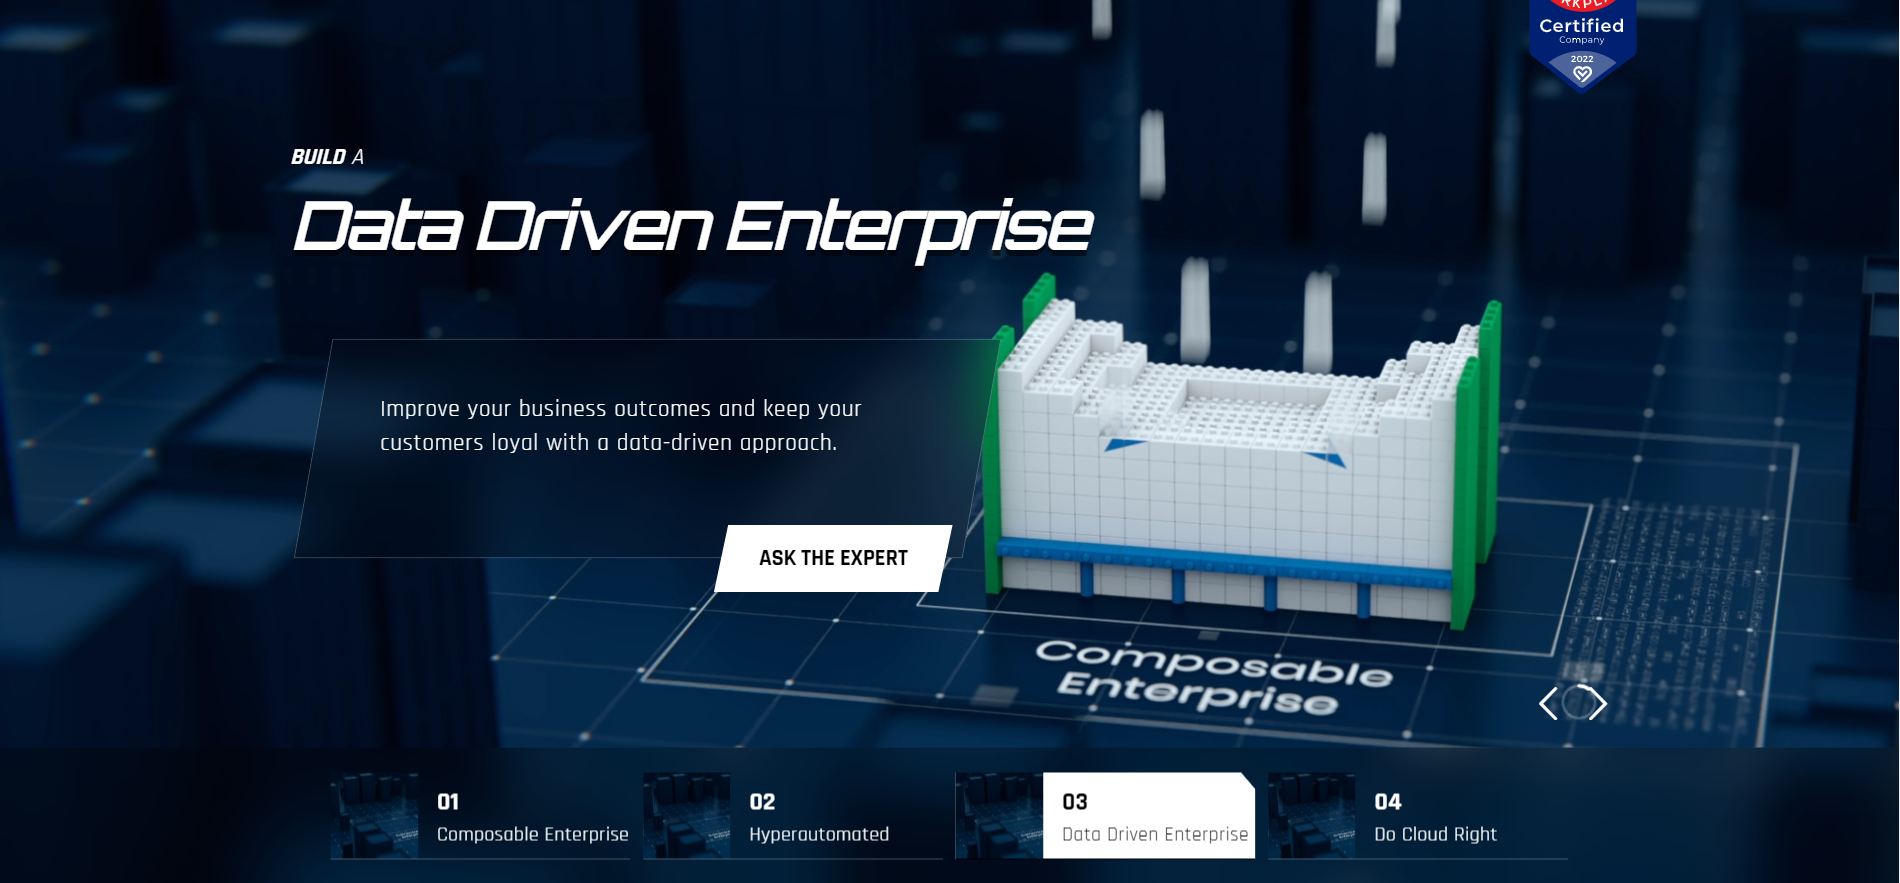 Certified
Company
2022
BUILD A
Data Driven Enterprise
Improve your business outcomes and keep your
customers loyal with a data-driven approach.
ASK THE EXPERT
Composable
Enterprise
01
Composable Enterprise
02
Hyperautomated
03
Data Driven Enterprise
04
Do Cloud Right